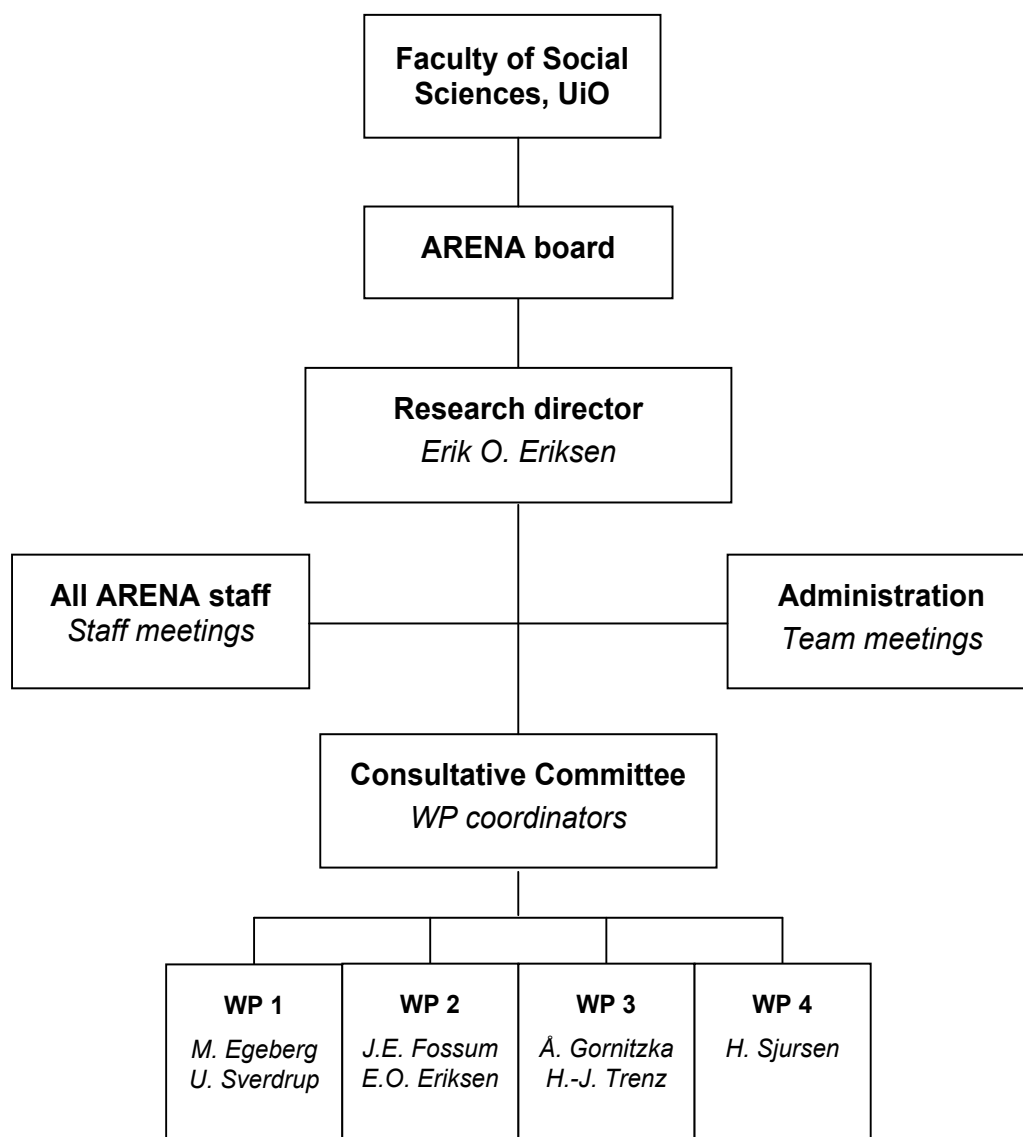 Faculty of Social
Sciences, UiO
ARENA board
Research director
Erik O. Eriksen
All ARENA staff
Staff meetings
Administration
Team meetings
Consultative Committee
WP coordinators
WP 1
M. Egeberg
U. Sverdrup
WP 2
J.E. Fossum
E.O. Eriksen
WP 3
Å. Gornitzka
H.-J. Trenz
WP 4
H. Sjursen